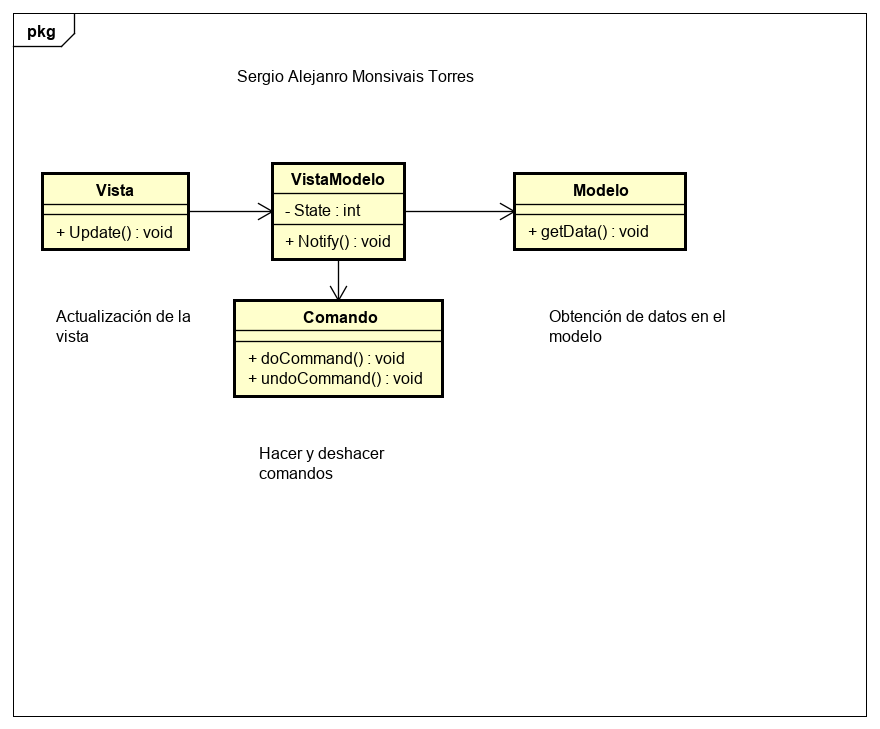 pkg
Sergio Alejanro Monsivais Torres
Vista
+ Update() : void
VistaModelo
- State : int
+ Notify() : void
Modelo
+ getData() : void
Actualización de la
vista
Comando
+ doCommand() : void
+ undoCommand() : void
Obtención de datos en el
modelo
Hacer y deshacer
comandos